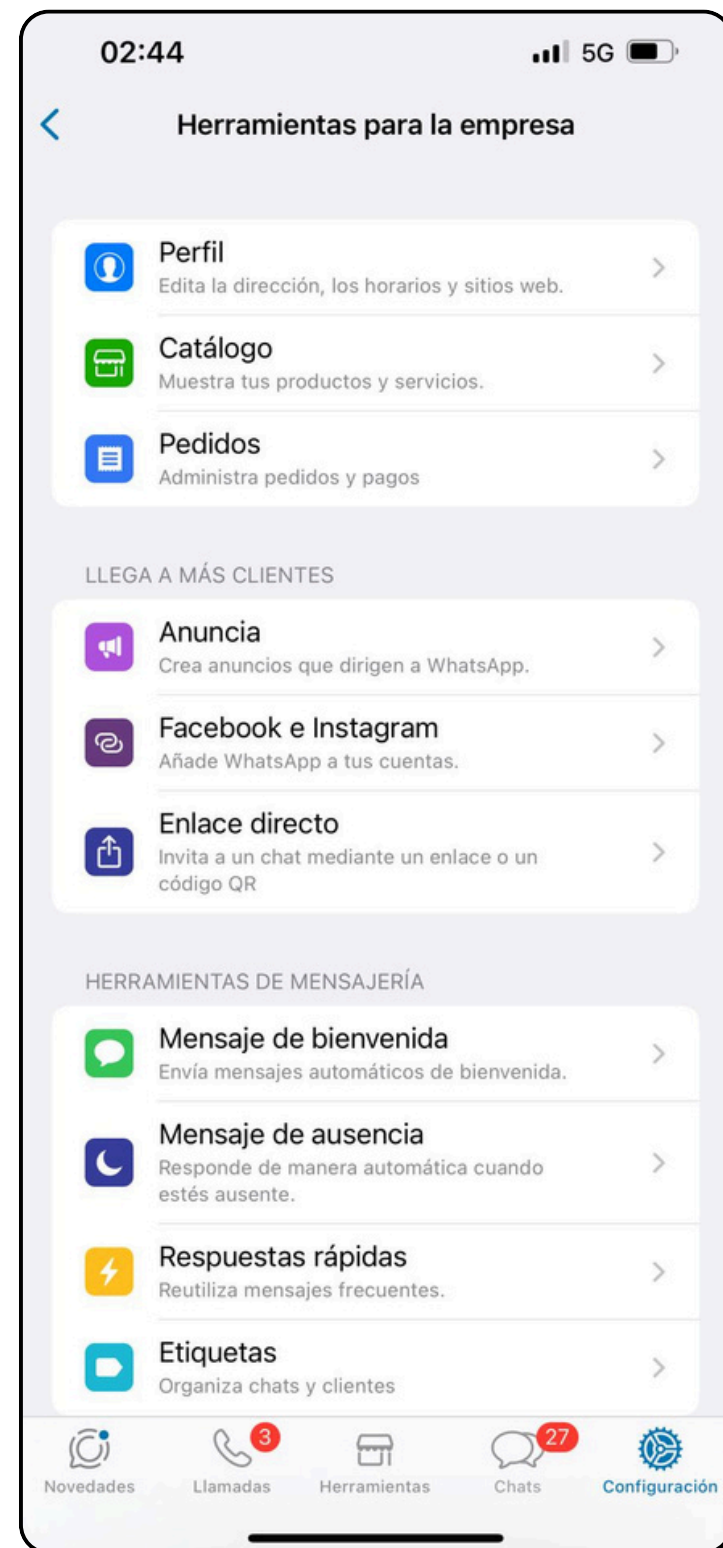 02:44
5G
Herramientas para la empresa
Perfil
Edita la dirección, los horarios y sitios web.
Catálogo
Muestra tus productos y servicios.
Pedidos
Administra pedidos y pagos
LLEGA A MÁS CLIENTES
Anuncia
Crea anuncios que dirigen a WhatsApp.
Facebook e Instagram
Añade WhatsApp a tus cuentas.
Enlace directo
Invita a un chat mediante un enlace o un
código QR
HERRAMIENTAS DE MENSAJERÍA
Mensaje de bienvenida
Envía mensajes automáticos de bienvenida.
Mensaje de ausencia
Responde de manera automática cuando
estés ausente.
Respuestas rápidas
Reutiliza mensajes frecuentes.
Etiquetas
Organiza chats y clientes
3
27
Novedades
Llamadas
Herramientas
Chats
Configuración